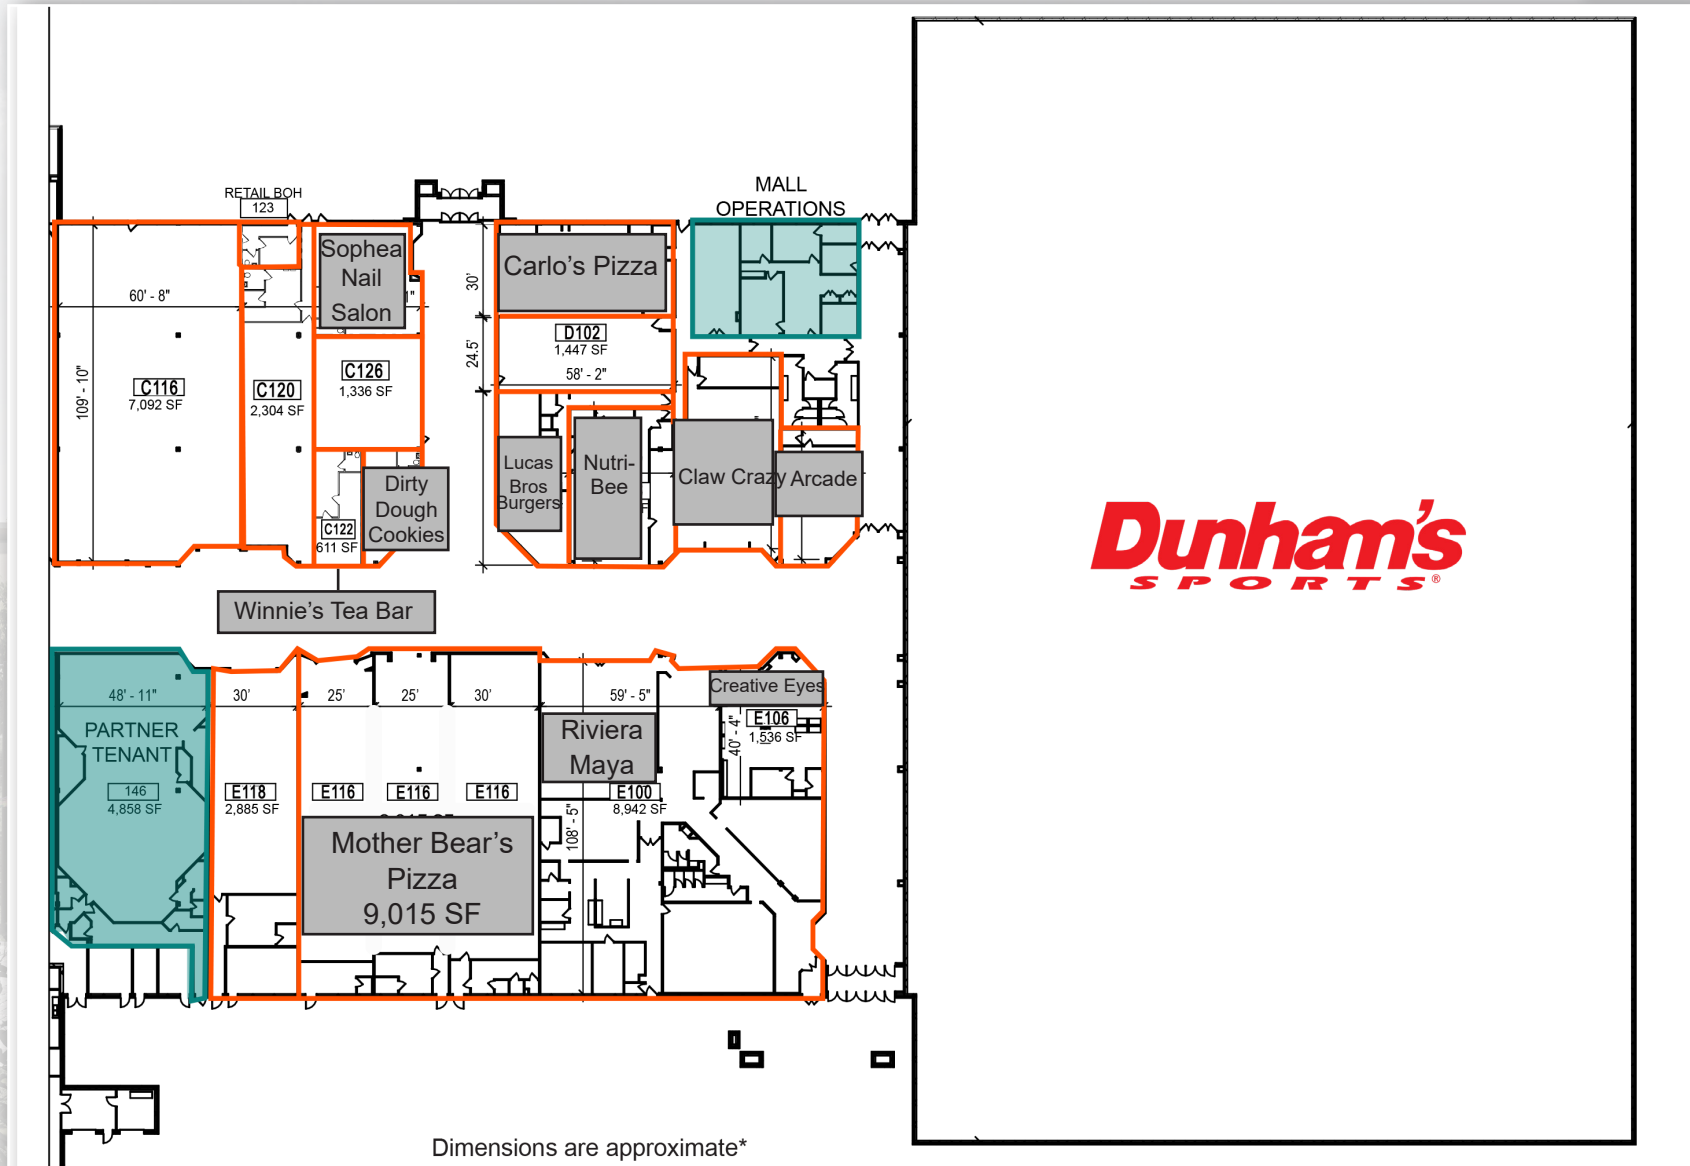 RETAIL BOH
123
MALL
OPERATIONS
Sophea
Nail
Salon
Carlo's Pizza
60' - 8"
1"
30'
D102
1,447 SF
24.5'
58' - 2"
109' - 10"
C116
7,092 SF
C120
2,304 SF
C126
1,336 SF
Lucas
Bros
Burgers
Nutri-
Bee
Claw Crazy Arcade
Dirty
Dough
Cookies
C122
611 SF
Dunham's
SPORTS®
Winnie's Tea Bar
48' - 11"
30'
25'
25'
30'
59' - 5"
Creative Eyes
PARTNER
TENANT
Riviera
Maya
40' - 4"
E106
1,536 SF
146
4,858 SF
E118
2,885 SF
E116
E116
E116
E100
8,942 SF
108' - 5"
Mother Bear's
Pizza
9,015 SF
Dimensions are approximate*